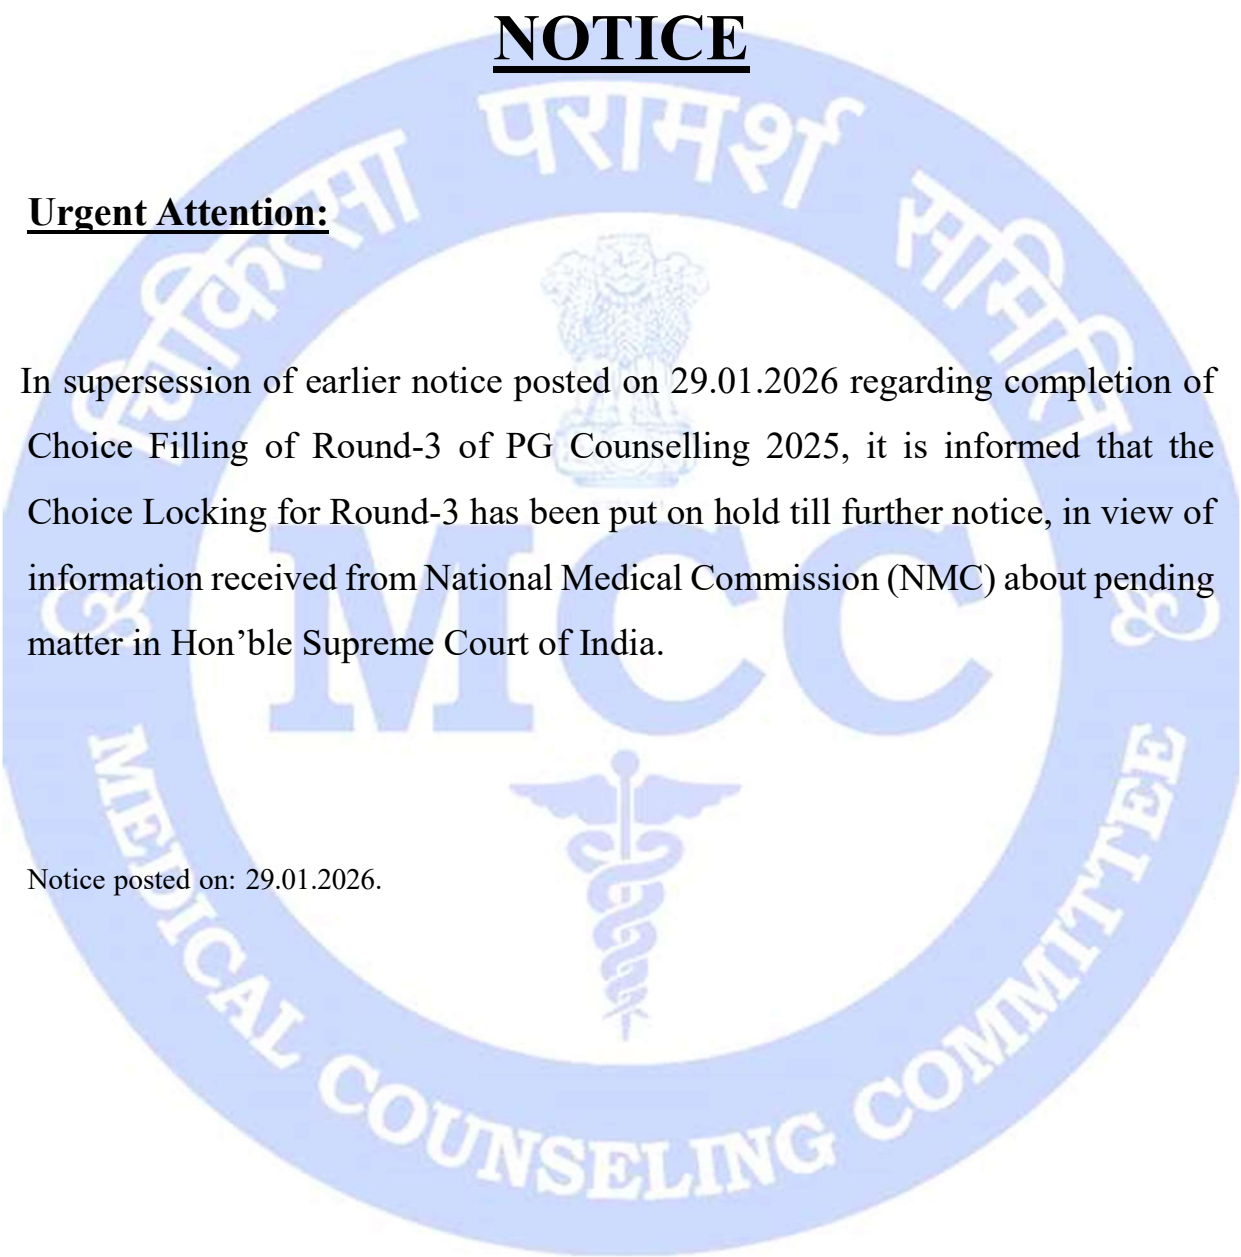 NOTICE
चिकित्सा परामर्श समिति
Urgent Attention:
In supersession of earlier notice posted on 29.01.2026 regarding completion of
Choice Filling of Round-3 of PG Counselling 2025, it is informed that the
Choice Locking for Round-3 has been put on hold till further notice, in view of
information received from National Medical Commission (NMC) about pending
matter in Hon’ble Supreme Court of India.
MCC
Notice posted on: 29.01.2026.
MEDICAL COUNSELING COMMITTEE